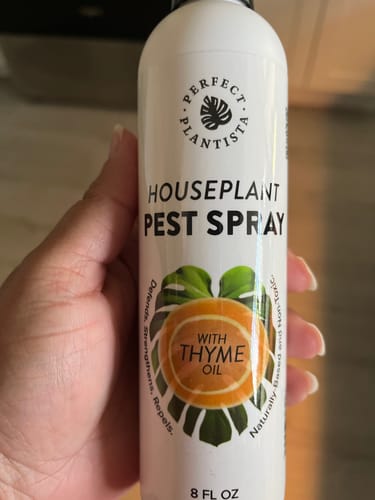 PERFECT
PLANTISTA
HOUSEPLANT
PEST SPRAY
Defends. Strengthens. Repels.
WITH
THYME
OIL
Naturally-Based and Non-Toxic.
8 FL OZ